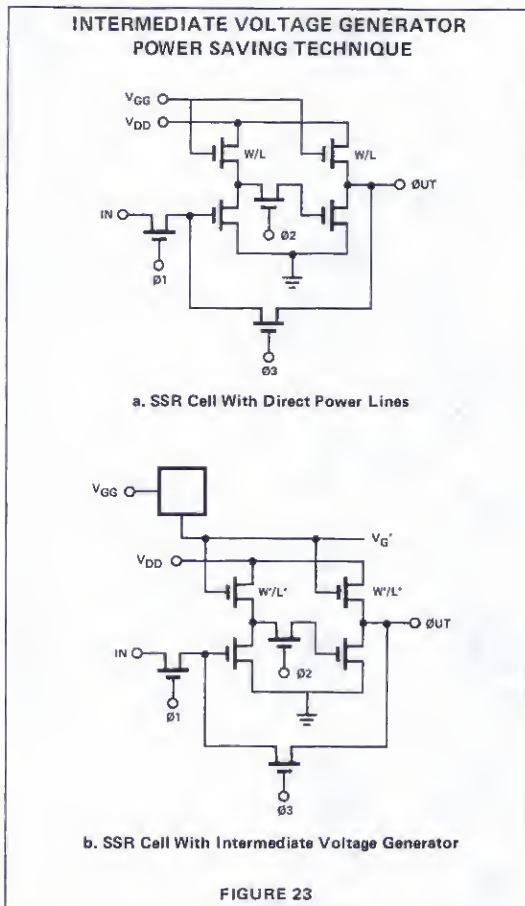 INTERMEDIATE VOLTAGE GENERATOR
POWER SAVING TECHNIQUE
VGG
VDD
W/L
W/L
ØUT
IN
Ø2
Ø1
Ø3
a. SSR Cell With Direct Power Lines
VGG
VG'
VDD
W'/L'
W'/L'
ØUT
IN
Ø2
Ø1
Ø3
b. SSR Cell With Intermediate Voltage Generator
FIGURE 23